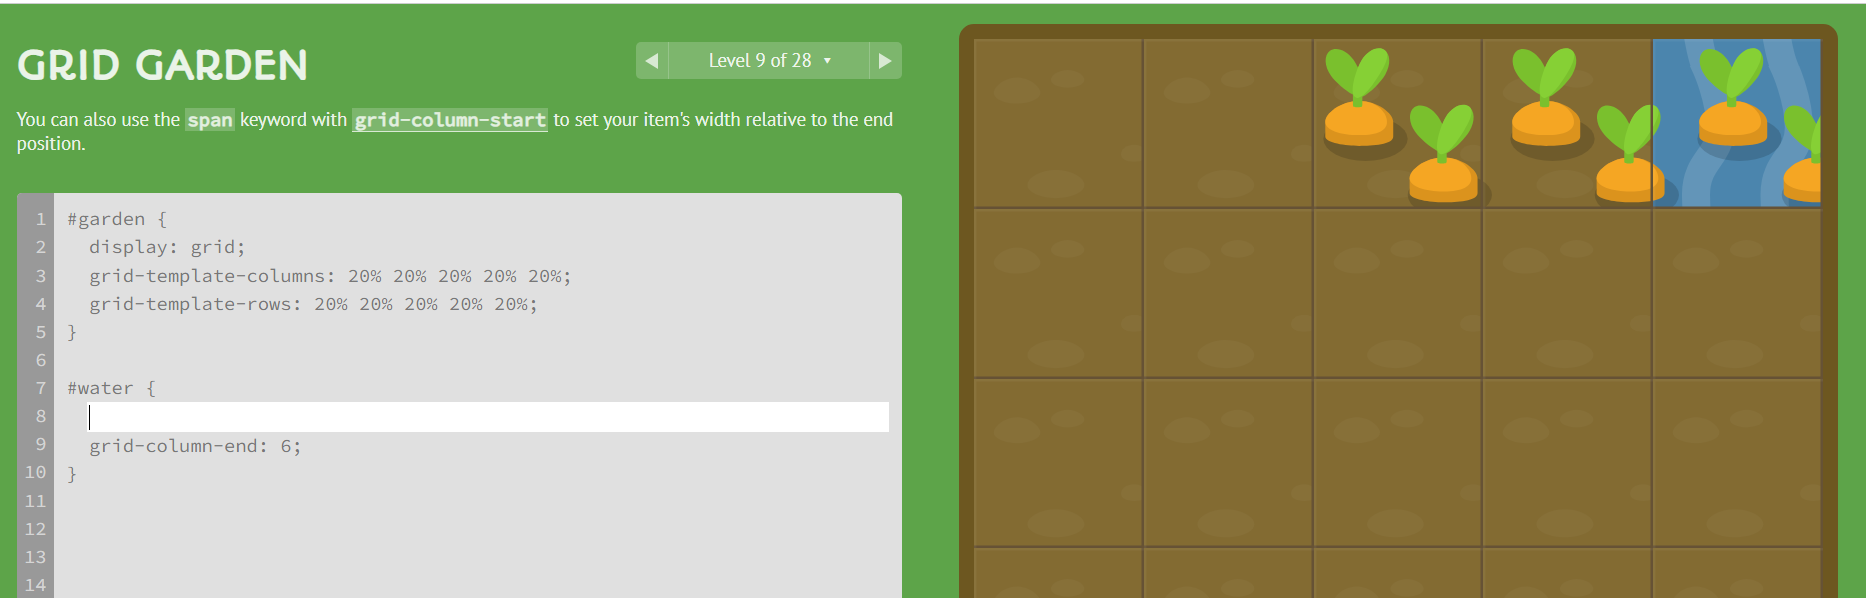 GRID GARDEN
Level 9 of 28
You can also use the span keyword with grid-column-start to set your item's width relative to the end
position.
1 #garden {
2 display: grid;
3 grid-template-columns: 20% 20% 20% 20% 20%;
4 grid-template-rows: 20% 20% 20% 20% 20%;
5 }
6
7 #water {
8
9 grid-column-end: 6;
10 }
11
12
13
14